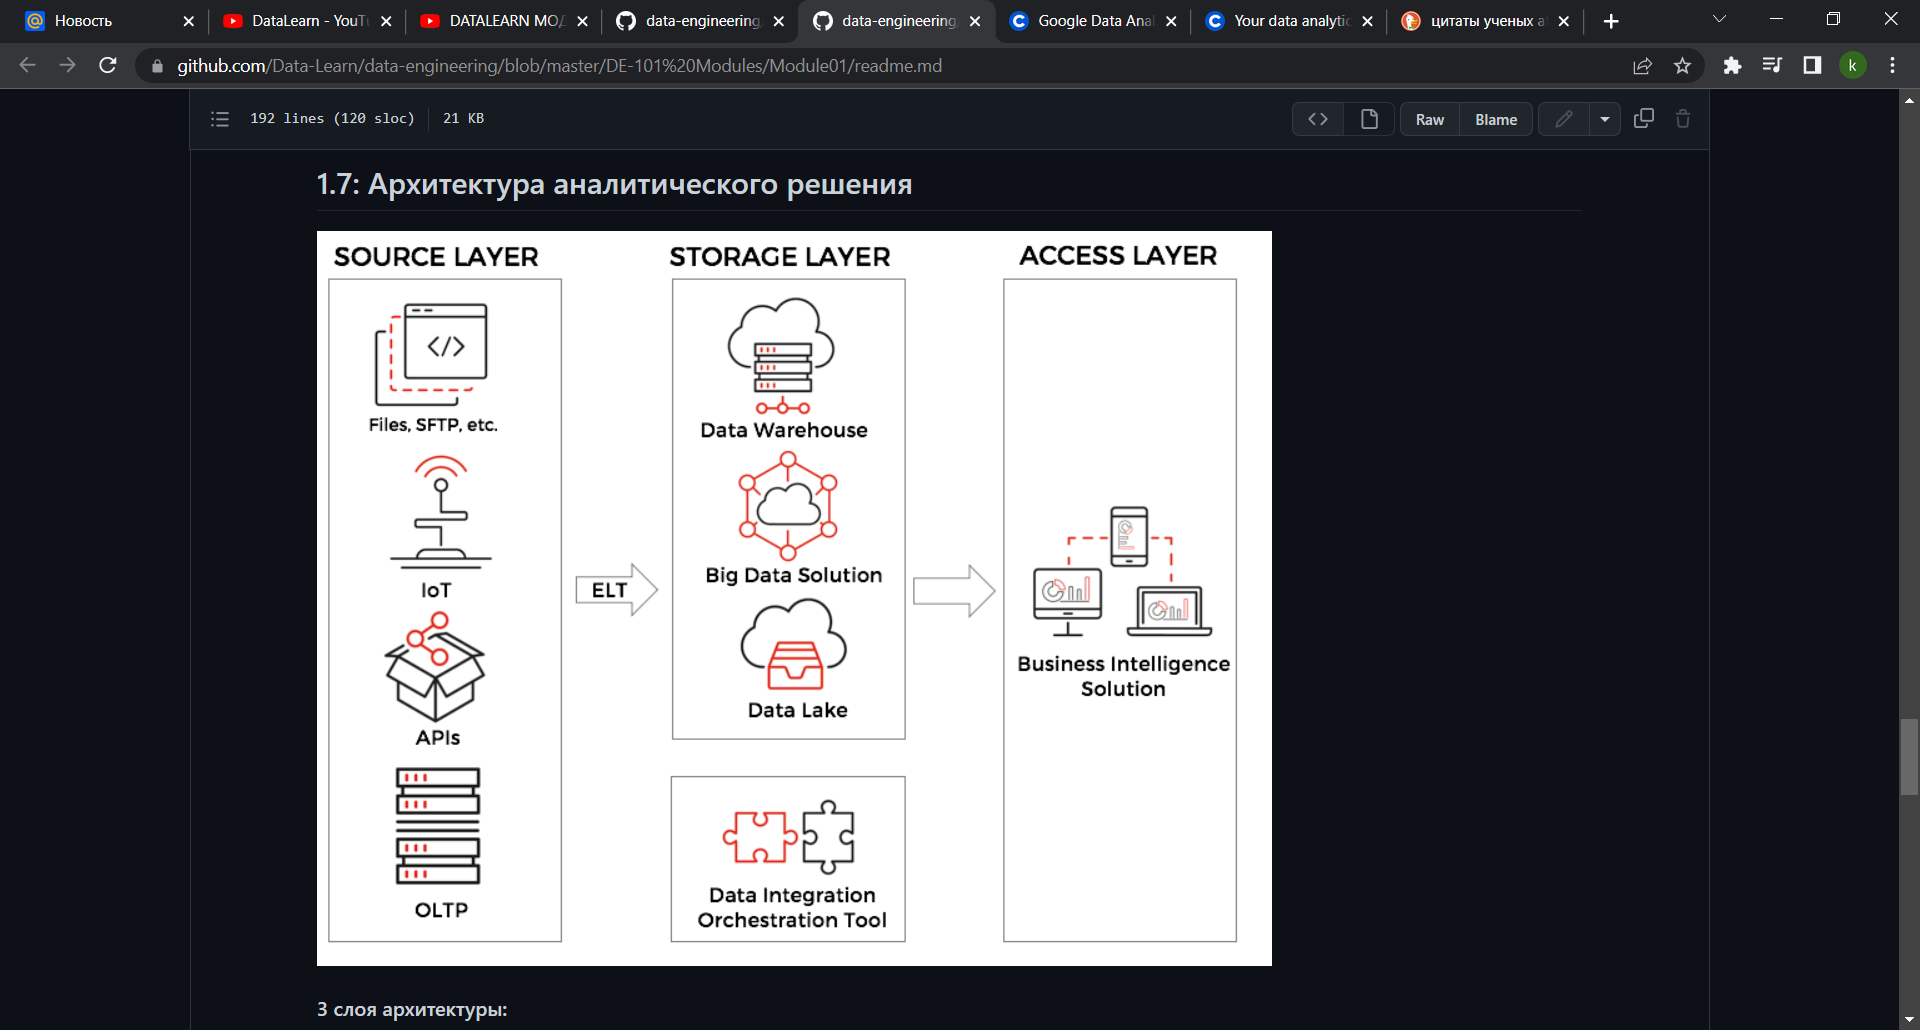 Новость
DataLearn - YouTu
DATALEARN МОД
data-engineering
data-engineering
Google Data Anal
Your data analytic
цитаты ученых а
github.com/Data-Learn/data-engineering/blob/master/DE-101%20Modules/Module01/readme.md
k
192 lines (120 sloc)
21 KB
Raw
Blame
1.7: Архитектура аналитического решения
SOURCE LAYER
STORAGE LAYER
ACCESS LAYER
Files, SFTP, etc.
IoT
APIs
OLTP
ELT
Data Warehouse
Big Data Solution
Data Lake
Data Integration
Orchestration Tool
Business Intelligence
Solution
3 слоя архитектуры: